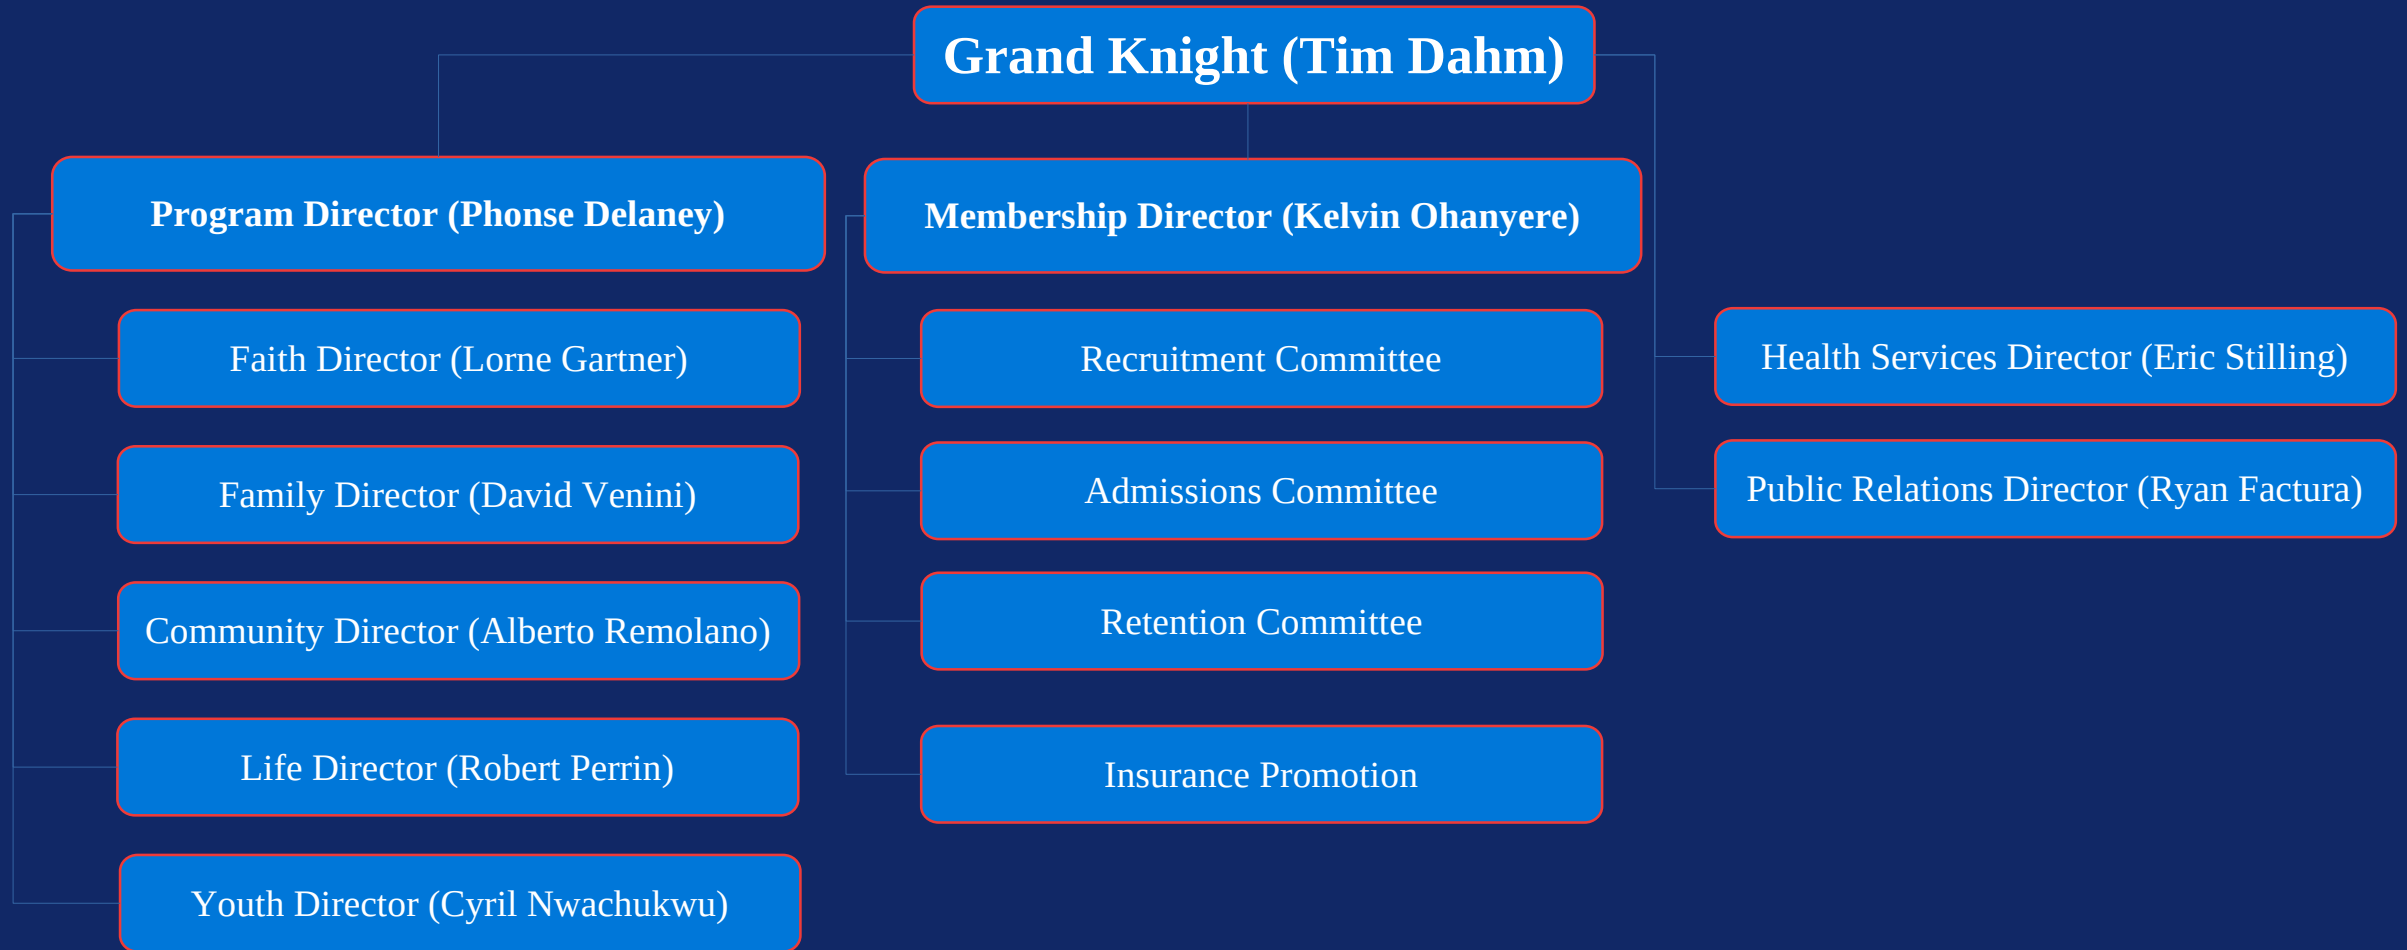 Grand Knight (Tim Dahm)
Program Director (Phonse Delaney)
Faith Director (Lorne Gartner)
Family Director (David Venini)
Community Director (Alberto Remolano)
Life Director (Robert Perrin)
Youth Director (Cyril Nwachukwu)
Membership Director (Kelvin Ohanyere)
Recruitment Committee
Admissions Committee
Retention Committee
Insurance Promotion
Health Services Director (Eric Stilling)
Public Relations Director (Ryan Factura)